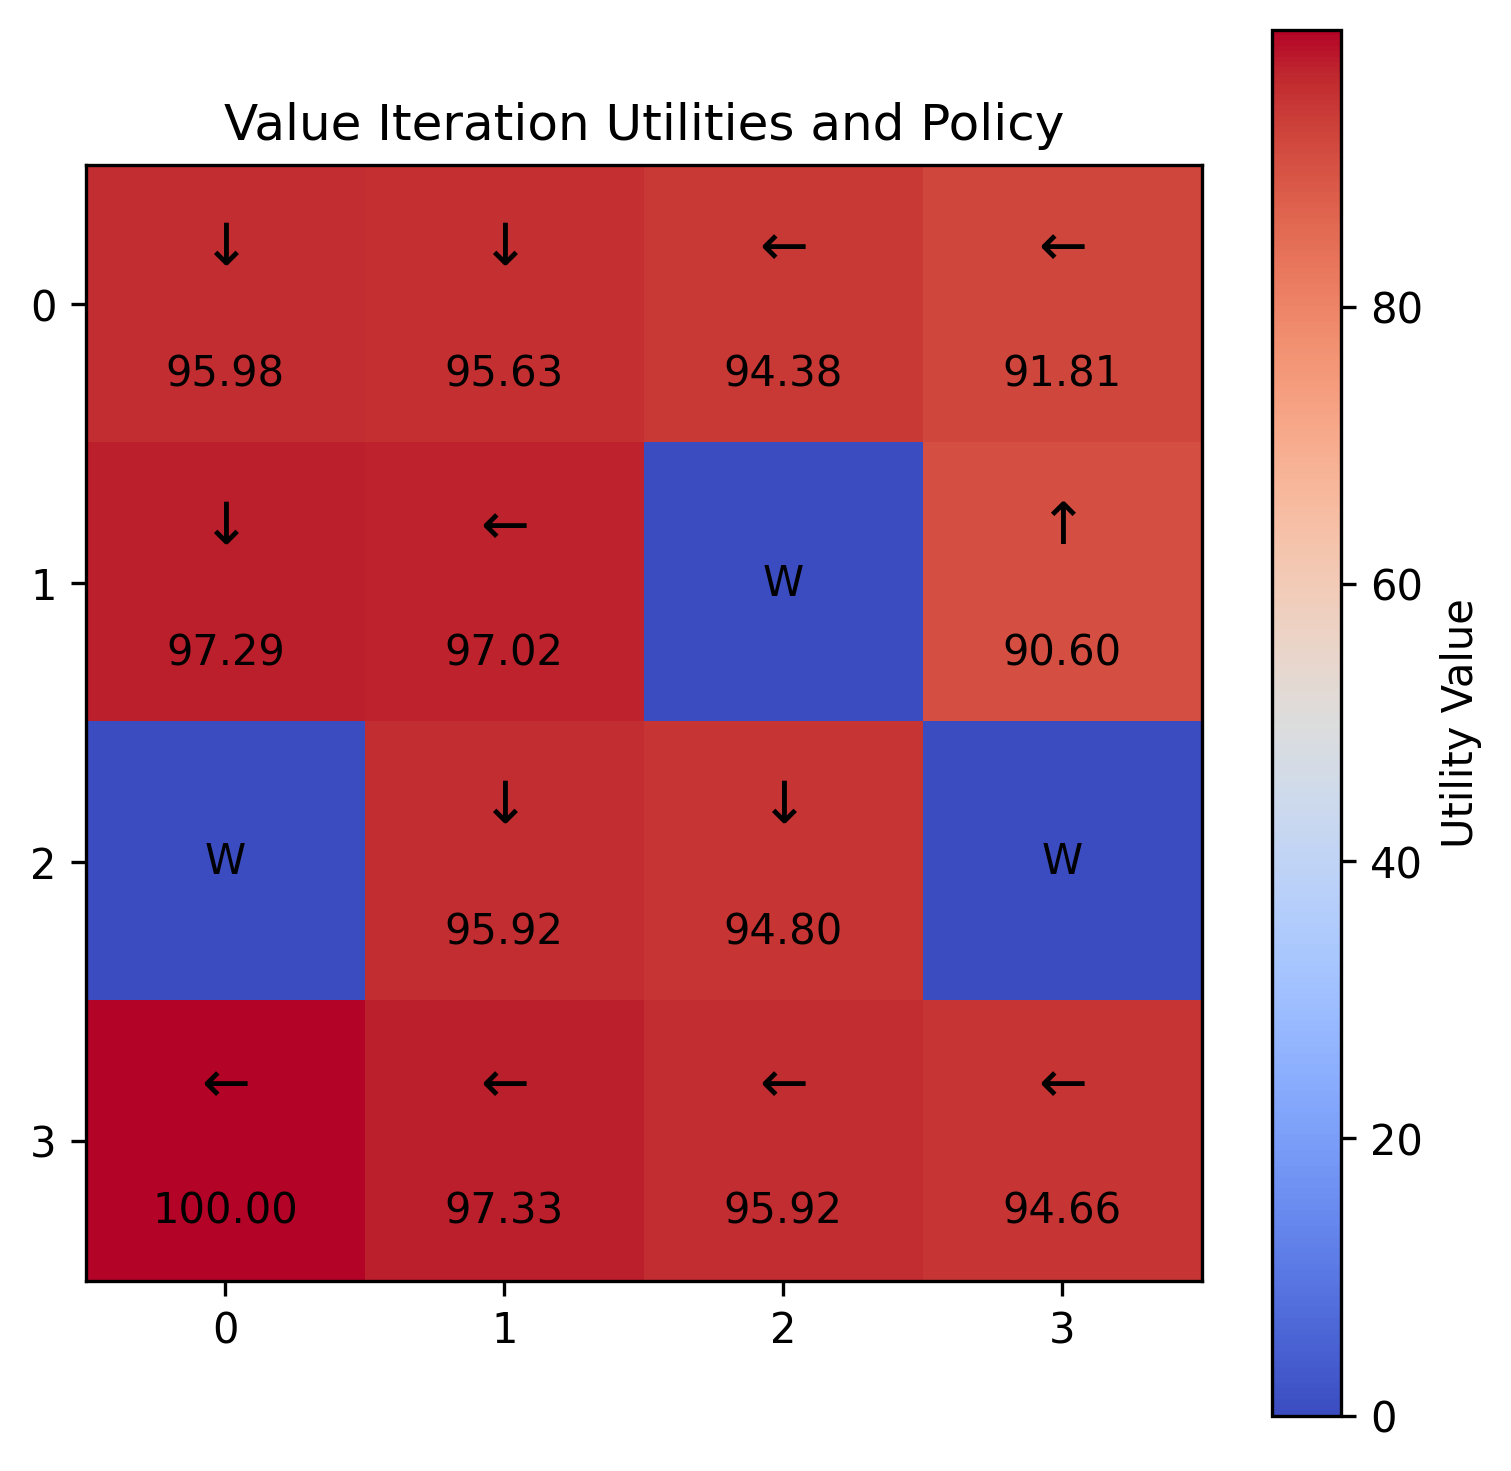 Value Iteration Utilities and Policy
↓ ↓ ← ←
0
95.98 95.63 94.38 91.81
↓ ← ↑
1 W
97.29 97.02 90.60
↓ ↓
2 W W
95.92 94.80
← ← ← ←
3
100.00 97.33 95.92 94.66
0 1 2 3
80
60
40
20
0
Utility Value